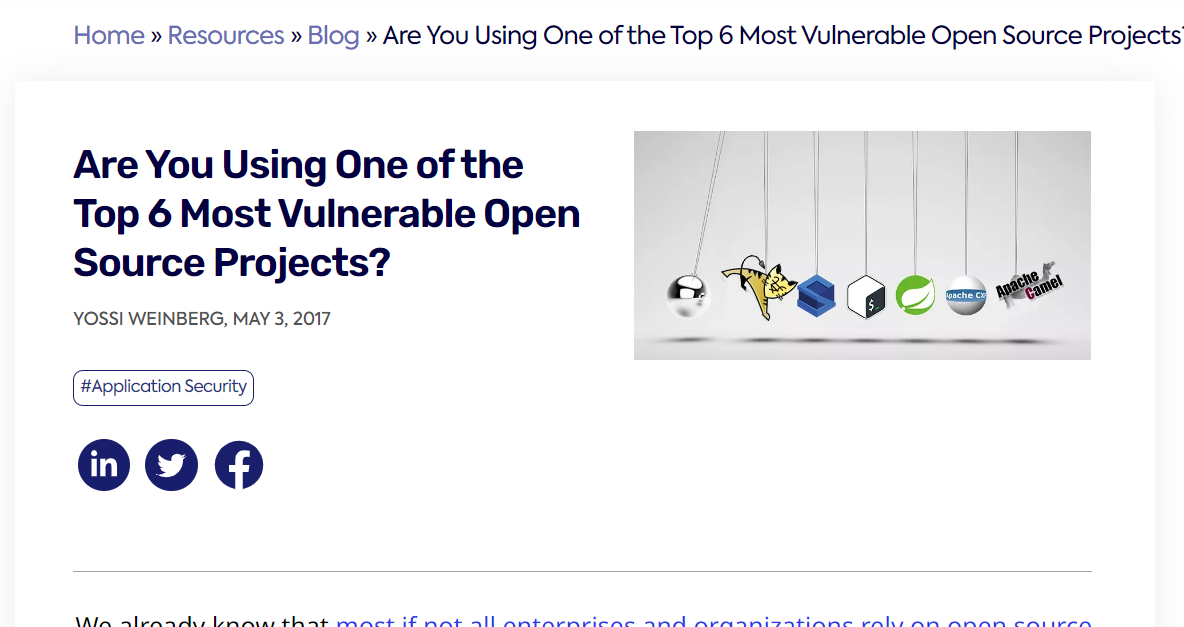 Home » Resources » Blog » Are You Using One of the Top 6 Most Vulnerable Open Source Projects?
Are You Using One of the
Top 6 Most Vulnerable Open
Source Projects?
YOSSI WEINBERG, MAY 3, 2017
#Application Security
in
$_
Apache CXF
Apache
Camel
We already know that most if not all enterprises and organizations rely on open source